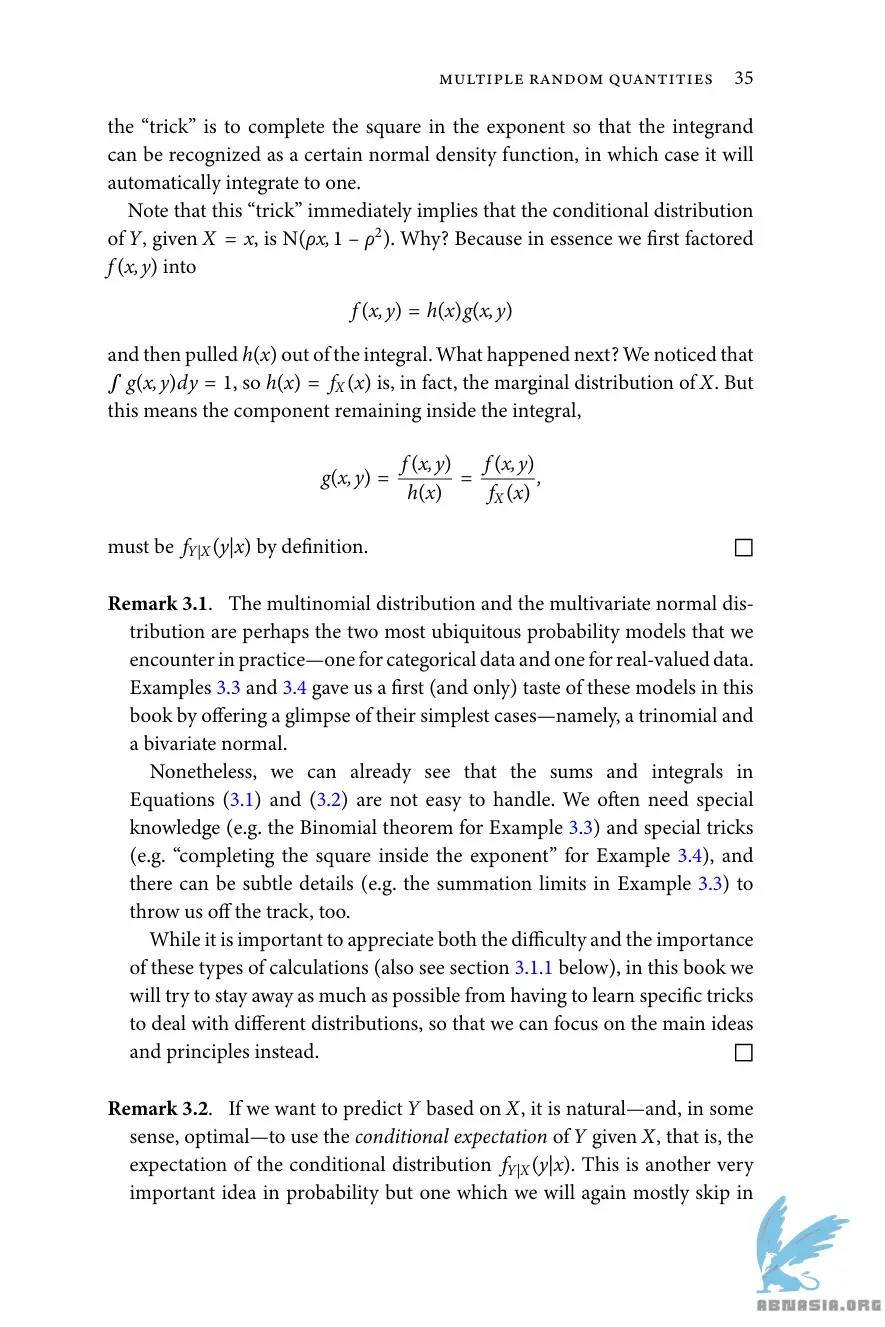 MULTIPLE RANDOM QUANTITIES 35
the “trick” is to complete the square in the exponent so that the integrand
can be recognized as a certain normal density function, in which case it will
automatically integrate to one.
Note that this “trick” immediately implies that the conditional distribution
of Y, given X = x, is N(ρx, 1 – ρ²). Why? Because in essence we first factored
f(x, y) into
f(x, y) = h(x)g(x, y)
and then pulled h(x) out of the integral. What happened next? We noticed that
∫ g(x, y)dy = 1, so h(x) = f_X(x) is, in fact, the marginal distribution of X. But
this means the component remaining inside the integral,
g(x, y) = f(x, y)/h(x) = f(x, y)/f_X(x),
must be f_{Y|X}(y|x) by definition. □
Remark 3.1. The multinomial distribution and the multivariate normal dis-
tribution are perhaps the two most ubiquitous probability models that we
encounter in practice—one for categorical data and one for real-valued data.
Examples 3.3 and 3.4 gave us a first (and only) taste of these models in this
book by offering a glimpse of their simplest cases—namely, a trinomial and
a bivariate normal.
Nonetheless, we can already see that the sums and integrals in
Equations (3.1) and (3.2) are not easy to handle. We often need special
knowledge (e.g. the Binomial theorem for Example 3.3) and special tricks
(e.g. “completing the square inside the exponent” for Example 3.4), and
there can be subtle details (e.g. the summation limits in Example 3.3) to
throw us off the track, too.
While it is important to appreciate both the difficulty and the importance
of these types of calculations (also see section 3.1.1 below), in this book we
will try to stay away as much as possible from having to learn specific tricks
to deal with different distributions, so that we can focus on the main ideas
and principles instead. □
Remark 3.2. If we want to predict Y based on X, it is natural—and, in some
sense, optimal—to use the conditional expectation of Y given X, that is, the
expectation of the conditional distribution f_{Y|X}(y|x). This is another very
important idea in probability but one which we will again mostly skip in
ABNASIA.ORG